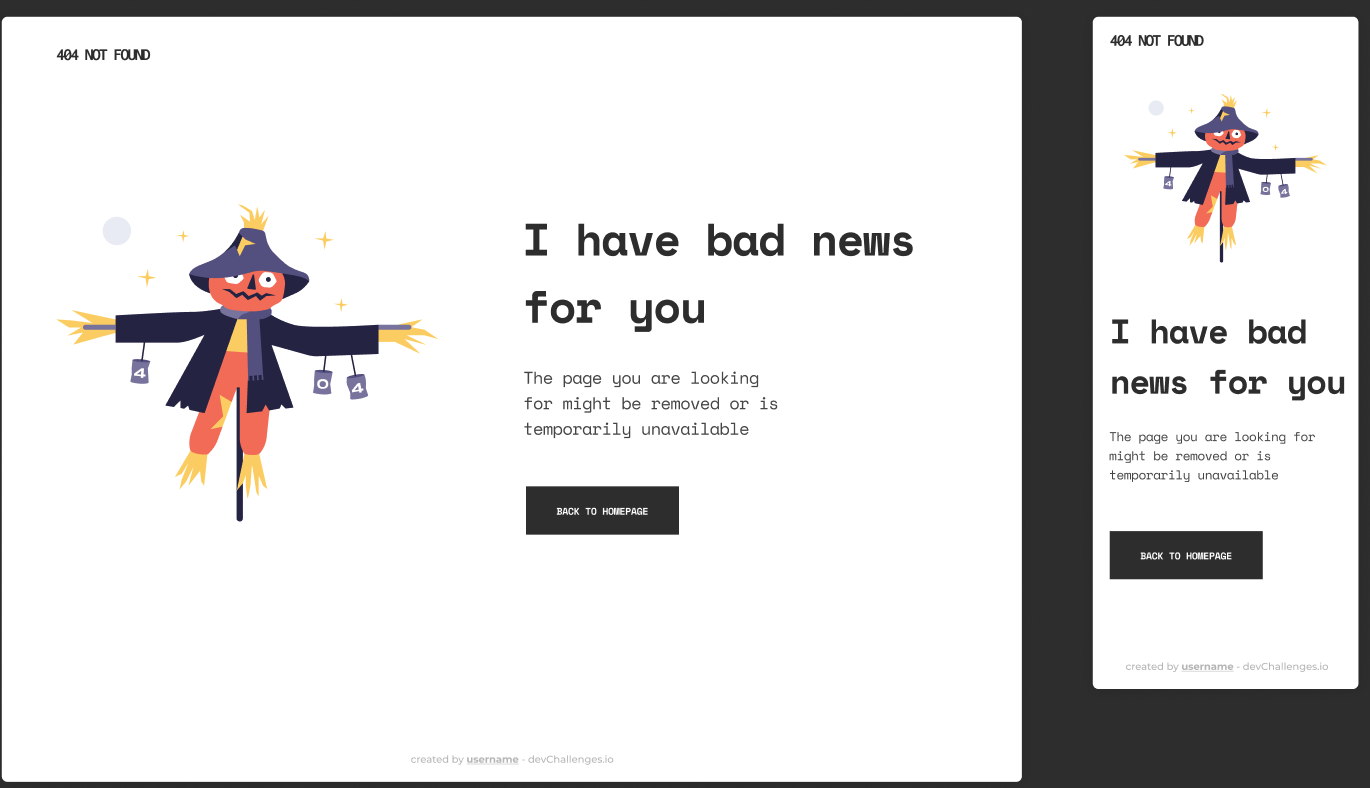 404 NOT FOUND
4
0
4
I have bad news
for you
The page you are looking
for might be removed or is
temporarily unavailable
BACK TO HOMEPAGE
created by username - devChallenges.io
404 NOT FOUND
4
0
4
I have bad
news for you
The page you are looking for
might be removed or is
temporarily unavailable
BACK TO HOMEPAGE
created by username - devChallenges.io